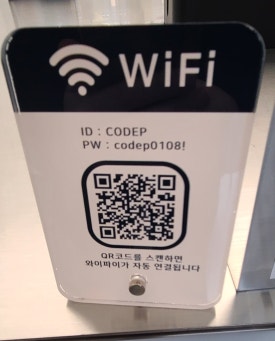 WiFi
ID : CODEP
PW : codep0108!
QR코드를 스캔하면
와이파이가 자동 연결됩니다